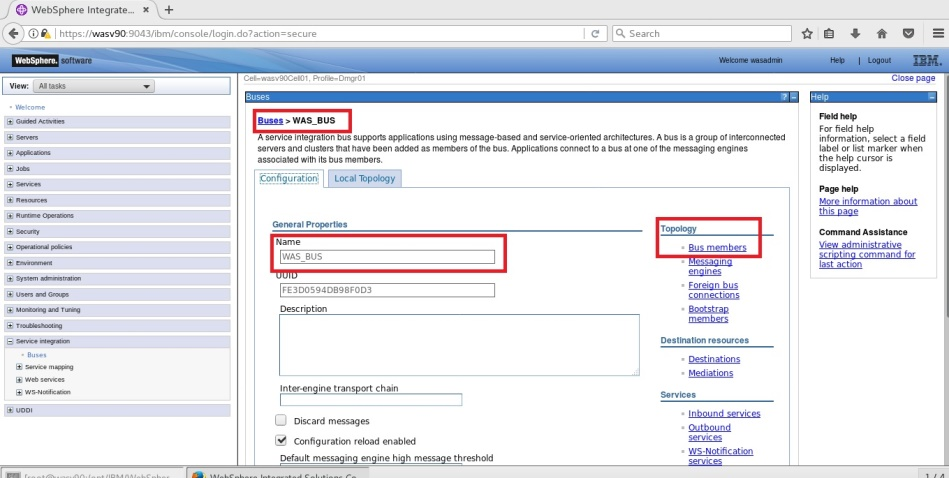 WebSphere Integrate... ×
https://wasv90:9043/ibm/console/login.do?action=secure
Search
WebSphere. software
Welcome wasadmin
Help | Logout
IBM.
View: All tasks
Welcome
Guided Activities
Servers
Applications
Jobs
Services
Resources
Runtime Operations
Security
Operational policies
Environment
System administration
Users and Groups
Monitoring and Tuning
Troubleshooting
Service integration
Buses
Service mapping
Web services
WS-Notification
UDDI
Cell=wasv90Cell01, Profile=Dmgr01
Close page
Buses
? –
Buses > WAS_BUS
A service integration bus supports applications using message-based and service-oriented architectures. A bus is a group of interconnected
servers and clusters that have been added as members of the bus. Applications connect to a bus at one of the messaging engines
associated with its bus members.
Configuration
Local Topology
General Properties
Name
WAS_BUS
UUID
FE3D0594DB98F0D3
Description
Inter-engine transport chain
Discard messages
Configuration reload enabled
Default messaging engine high message threshold
Topology
Bus members
Messaging
engines
Foreign bus
connections
Bootstrap
members
Destination resources
Destinations
Mediations
Services
Inbound services
Outbound
services
WS-Notification
services
Help
Field help
For field help
information, select a field
label or list marker when
the help cursor is
displayed.
Page help
More information about
this page
Command Assistance
View administrative
scripting command for
last action
[root@wasv90:/opt/IBM/WebSpher...
WebSphere Integrated Solutions Co...
1 / 4